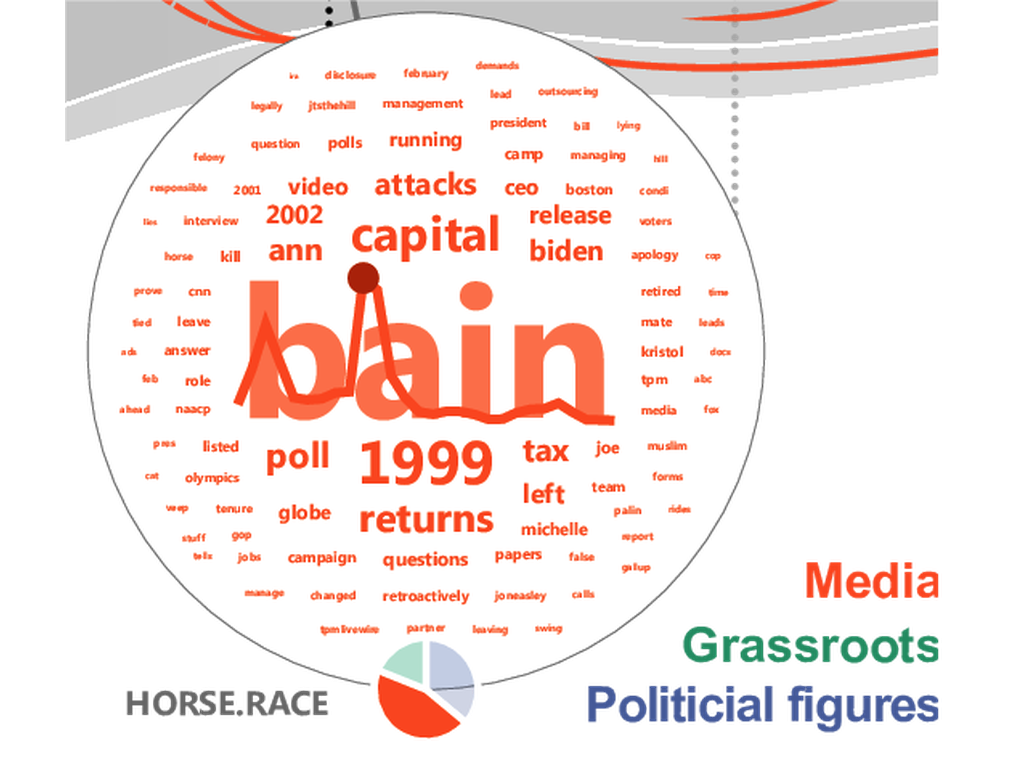 demands
disclosure february
lead outsourcing
legally jtsthehill management
president bill lying
question polls running
felony camp managing hill
responsible 2001 video attacks ceo boston condi
lies interview 2002 capital release voters
horse kill ann biden apology cop
prove cnn bain retired time
tied leave mate leads
ads answer kristol docs
feb role tpm abc
ahead naacp media fox
pres listed poll 1999 tax joe muslim
cat olympics left team forms
veep tenure globe returns michelle palin rides
stuff gop report
tells jobs campaign questions papers false
gallup
manage changed retroactively joneasley calls
tpmlivewire partner leaving swing
Media
Grassroots
Politicial figures
HORSE.RACE